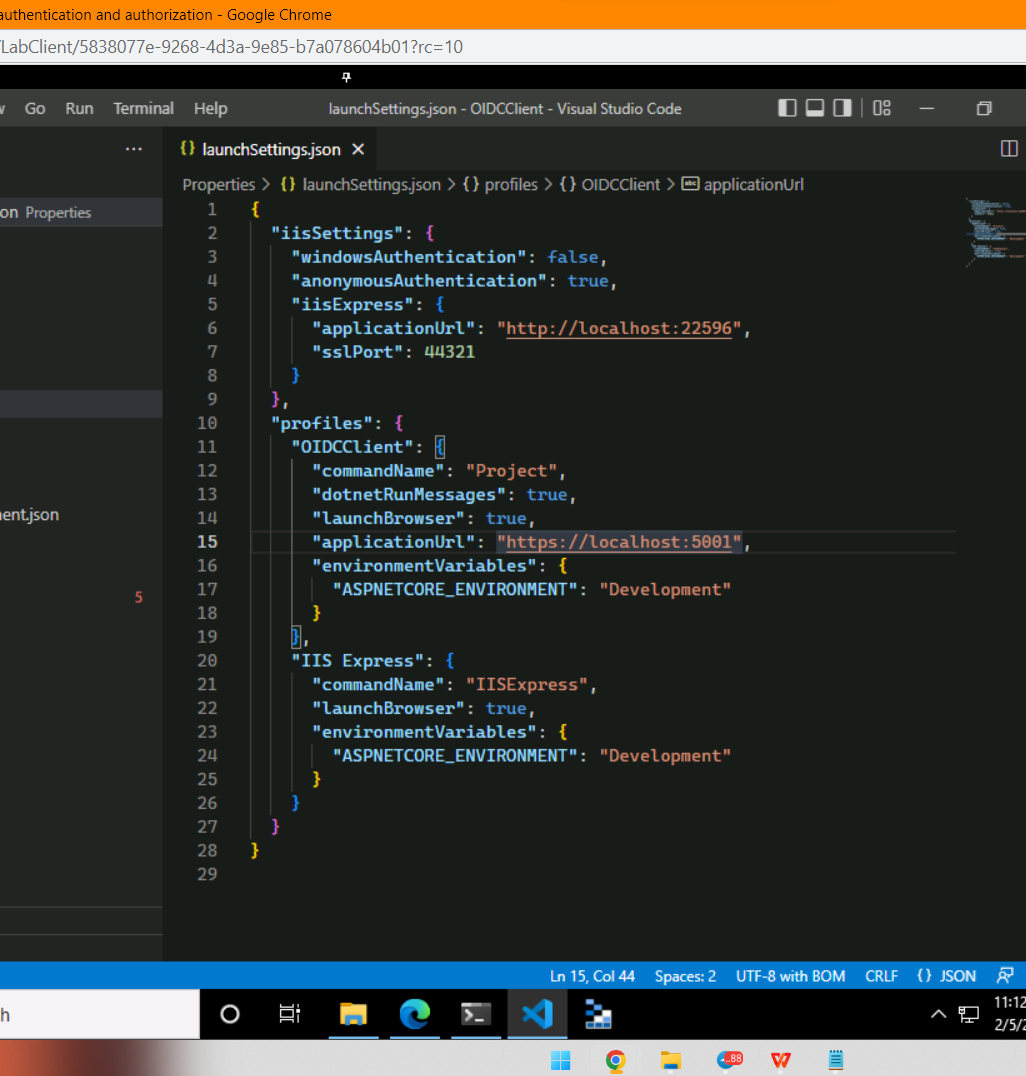 authentication and authorization - Google Chrome
/LabClient/5838077e-9268-4d3a-9e85-b7a078604b01?rc=10
Go Run Terminal Help launchSettings.json - OIDCClient - Visual Studio Code
{} launchSettings.json
Properties > {} launchSettings.json > {} profiles > {} OIDCClient > applicationUrl
on Properties
1 {
2 "iisSettings": {
3 "windowsAuthentication": false,
4 "anonymousAuthentication": true,
5 "iisExpress": {
6 "applicationUrl": "http://localhost:22596",
7 "sslPort": 44321
8 }
9 },
10 "profiles": {
11 "OIDCClient": {
12 "commandName": "Project",
13 "dotnetRunMessages": true,
14 "launchBrowser": true,
ent.json
15 "applicationUrl": "https://localhost:5001",
16 "environmentVariables": {
17 "ASPNETCORE_ENVIRONMENT": "Development"
5
18 }
19 },
20 "IIS Express": {
21 "commandName": "IISExpress",
22 "launchBrowser": true,
23 "environmentVariables": {
24 "ASPNETCORE_ENVIRONMENT": "Development"
25 }
26 }
27 }
28 }
29
Ln 15, Col 44 Spaces: 2 UTF-8 with BOM CRLF {} JSON
h
11:12
2/5/2
..88